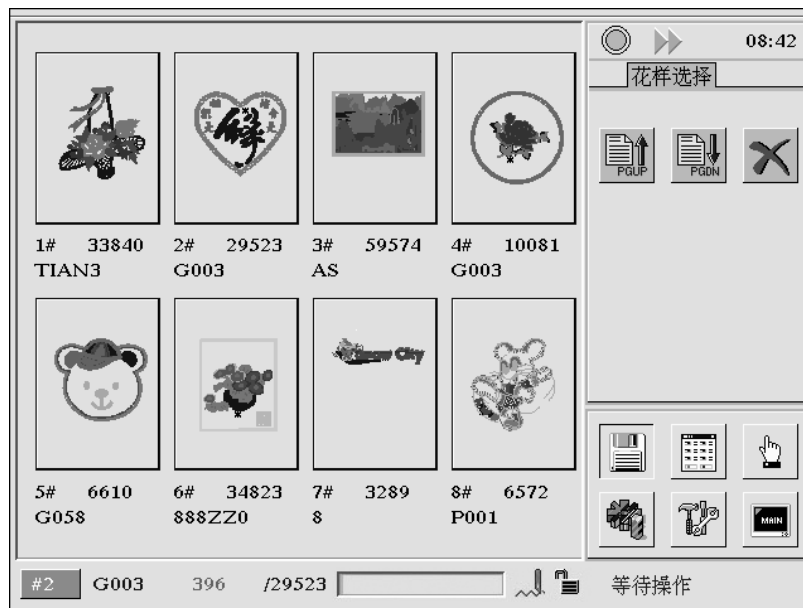 08:42
花样选择
PGUP PGDN
1# 33840 2# 29523 3# 59574 4# 10081
TIAN3 G003 AS G003
Snow City
5# 6610 6# 34823 7# 3289 8# 6572
G058 888ZZ0 8 P001
MAIN
#2 G003 396 /29523 等待操作